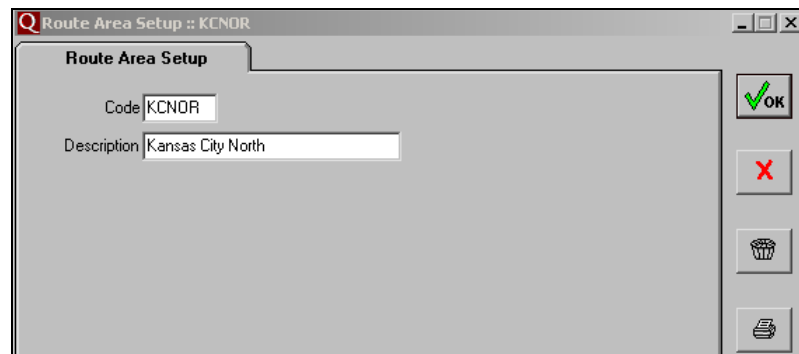 Q Route Area Setup :: KCNOR
Route Area Setup
Code KCNOR
OK
Description Kansas City North
X